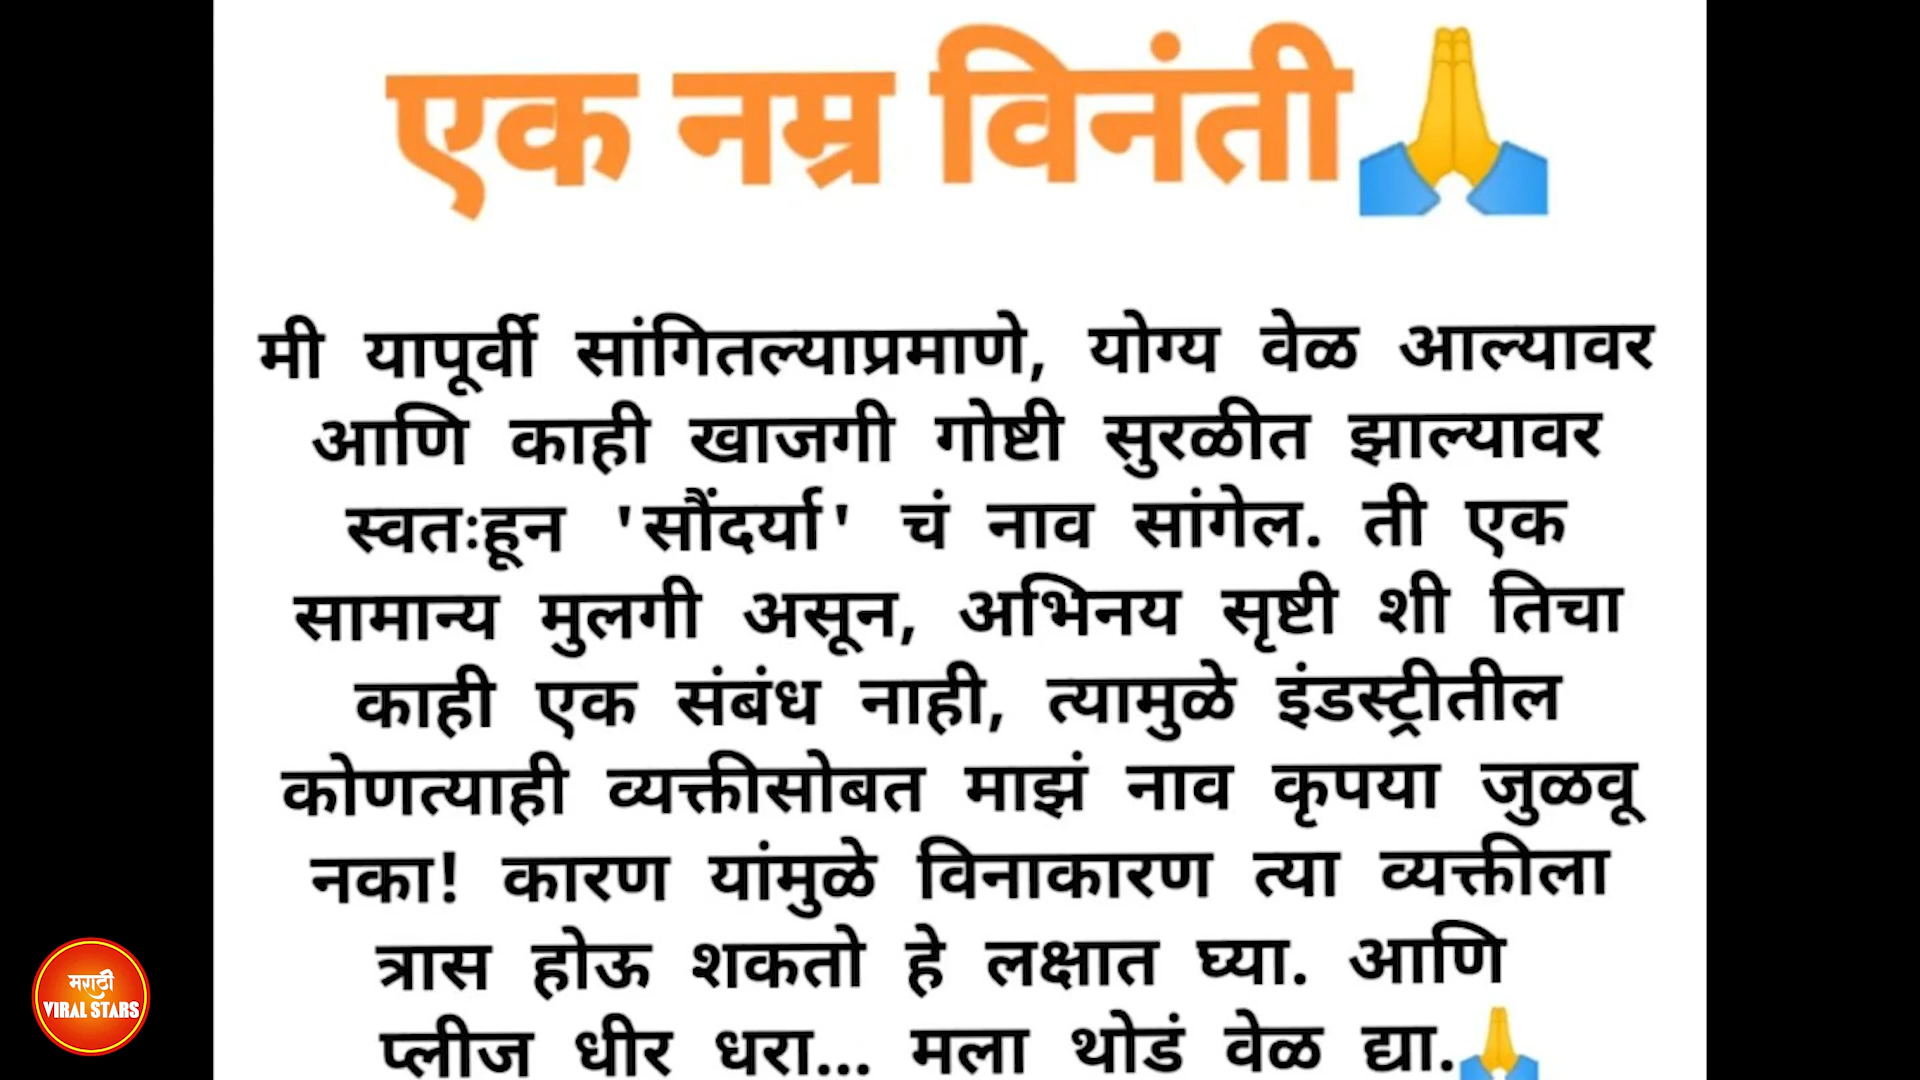 एक नम्र विनंती🙏
मी यापूर्वी सांगितल्याप्रमाणे, योग्य वेळ आल्यावर
आणि काही खाजगी गोष्टी सुरळीत झाल्यावर
स्वतःहून 'सौंदर्या' चं नाव सांगेल. ती एक
सामान्य मुलगी असून, अभिनय सृष्टी शी तिचा
काही एक संबंध नाही, त्यामुळे इंडस्ट्रीतील
कोणत्याही व्यक्तीसोबत माझं नाव कृपया जुळवू
नका! कारण यांमुळे विनाकारण त्या व्यक्तीला
त्रास होऊ शकतो हे लक्षात घ्या. आणि
प्लीज धीर धरा... मला थोडं वेळ द्या.🙏
मराठी
VIRAL STARS